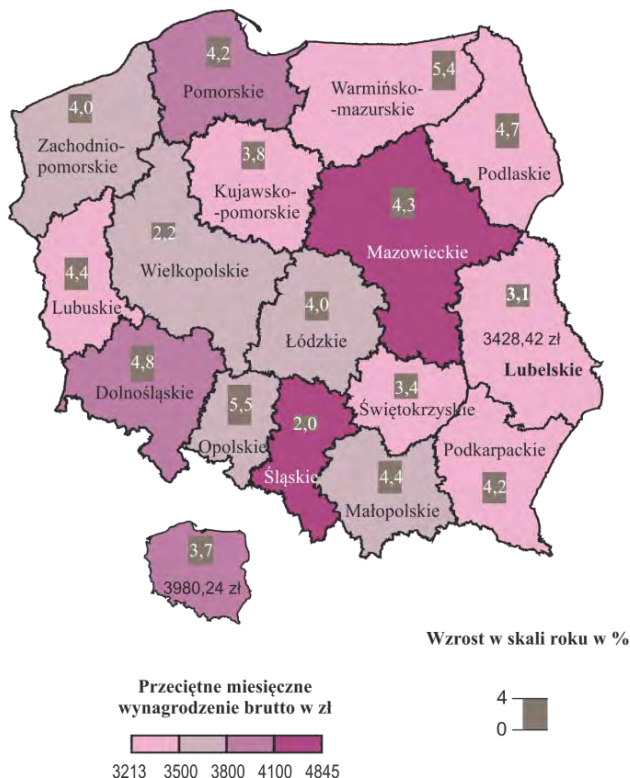 4,2
Pomorskie
5,4
Warmińsko-
-mazurskie
4,0
Zachodnio-
pomorskie
4,7
Podlaskie
3,8
Kujawsko-
-pomorskie
4,3
Mazowieckie
2,2
Wielkopolskie
4,4
Lubuskie
4,0
Łódzkie
3,1
3428,42 zł
Lubelskie
4,8
Dolnośląskie
3,4
Świętokrzyskie
5,5
Opolskie
2,0
Śląskie
Podkarpackie
4,2
4,4
Małopolskie
3,7
3980,24 zł
Wzrost w skali roku w %
4
0
Przeciętne miesięczne
wynagrodzenie brutto w zł
3213 3500 3800 4100 4845